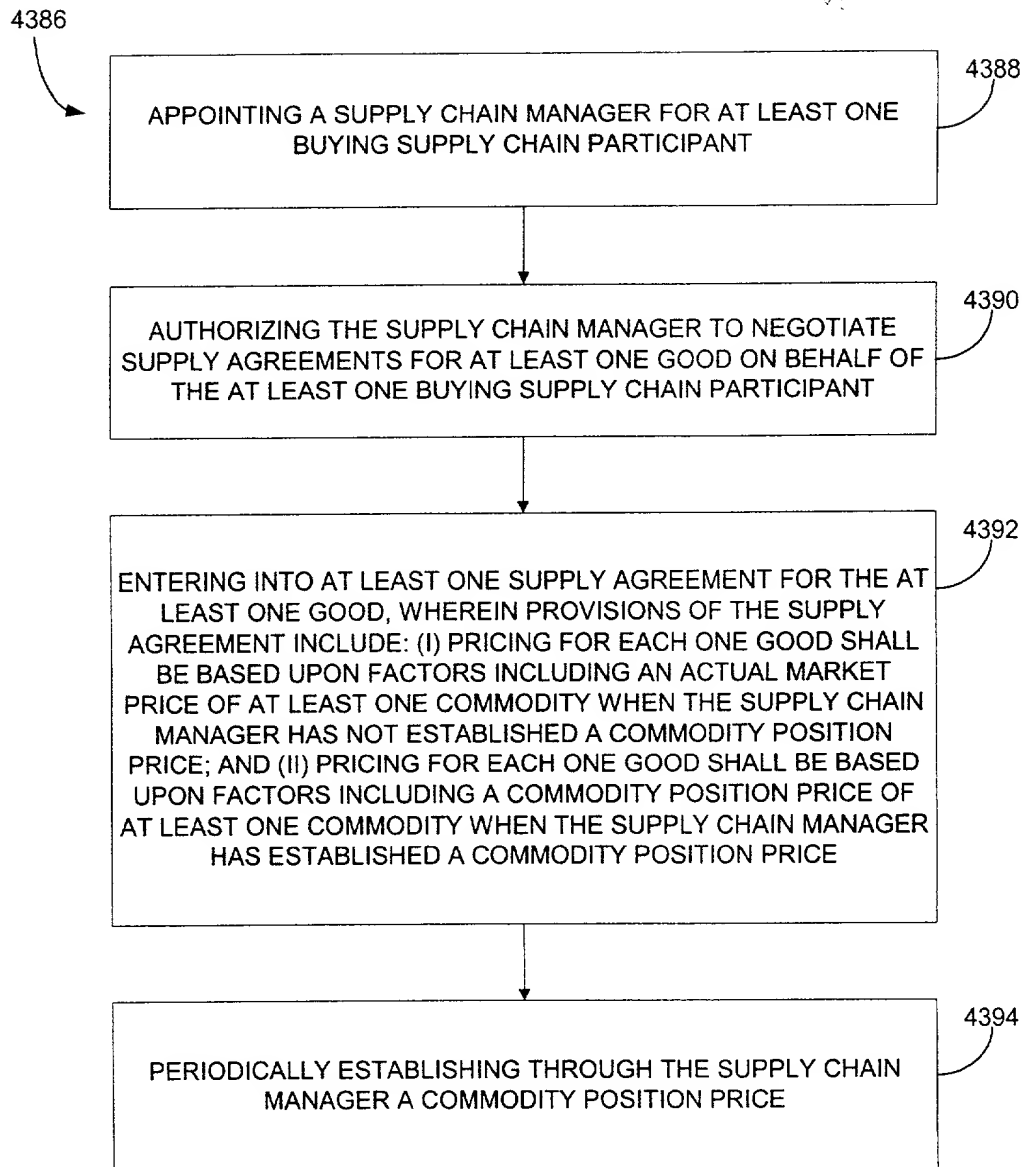 4386
4388
APPOINTING A SUPPLY CHAIN MANAGER FOR AT LEAST ONE
BUYING SUPPLY CHAIN PARTICIPANT
4390
AUTHORIZING THE SUPPLY CHAIN MANAGER TO NEGOTIATE
SUPPLY AGREEMENTS FOR AT LEAST ONE GOOD ON BEHALF OF
THE AT LEAST ONE BUYING SUPPLY CHAIN PARTICIPANT
4392
ENTERING INTO AT LEAST ONE SUPPLY AGREEMENT FOR THE AT
LEAST ONE GOOD, WHEREIN PROVISIONS OF THE SUPPLY
AGREEMENT INCLUDE: (I) PRICING FOR EACH ONE GOOD SHALL
BE BASED UPON FACTORS INCLUDING AN ACTUAL MARKET
PRICE OF AT LEAST ONE COMMODITY WHEN THE SUPPLY CHAIN
MANAGER HAS NOT ESTABLISHED A COMMODITY POSITION
PRICE; AND (II) PRICING FOR EACH ONE GOOD SHALL BE BASED
UPON FACTORS INCLUDING A COMMODITY POSITION PRICE OF
AT LEAST ONE COMMODITY WHEN THE SUPPLY CHAIN MANAGER
HAS ESTABLISHED A COMMODITY POSITION PRICE
4394
PERIODICALLY ESTABLISHING THROUGH THE SUPPLY CHAIN
MANAGER A COMMODITY POSITION PRICE